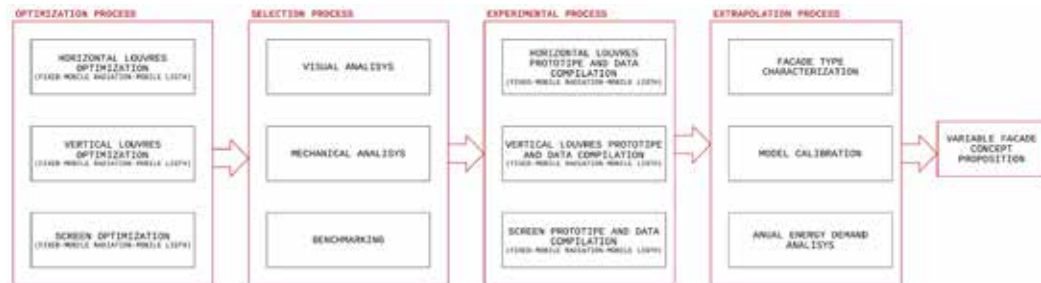 OPTIMIZATION PROCESS
HORIZONTAL LOUVRES
OPTIMIZATION
(FIXED-MOBILE RADIATION-MOBILE LIGTH)
VERTICAL LOUVRES
OPTIMIZATION
(FIXED-MOBILE RADIATION-MOBILE LIGTH)
SCREEN OPTIMIZATION
(FIXED-MOBILE RADIATION-MOBILE LIGTH)
SELECTION PROCESS
VISUAL ANALISYS
MECHANICAL ANALISYS
BENCHMARKING
EXPERIMENTAL PROCESS
HORIZONTAL LOUVRES
PROTOTIPE AND DATA
COMPILATION
(FIXED-MOBILE RADIATION-MOBILE LIGTH)
VERTICAL LOUVRES PROTOTIPE
AND DATA COMPILATION
(FIXED-MOBILE RADIATION-MOBILE LIGTH)
SCREEN PROTOTIPE AND DATA
COMPILATION
(FIXED-MOBILE RADIATION-MOBILE LIGTH)
EXTRAPOLATION PROCESS
FACADE TYPE
CHARACTERIZATION
MODEL CALIBRATION
ANUAL ENERGY DEMAND
ANALISYS
VARIABLE FACADE
CONCEPT
PROPOSITION